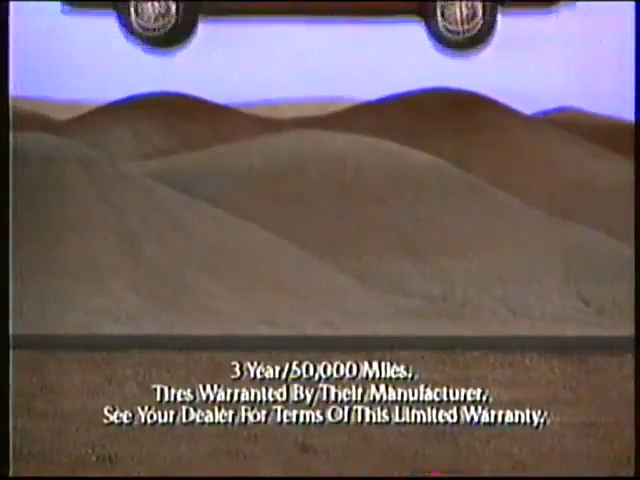 3 Year/50,000 Miles.
Tires Warranted By Their Manufacturer.
See Your Dealer For Terms Of This Limited Warranty.